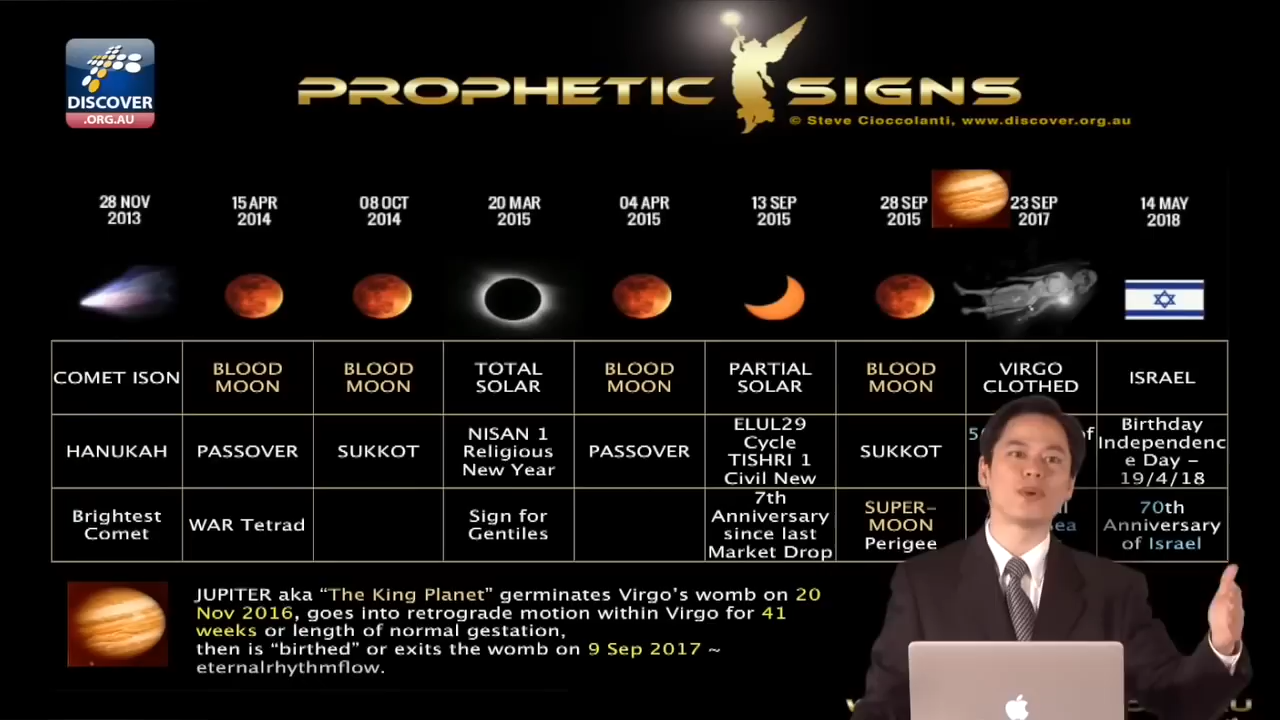 DISCOVER
.ORG.AU
PROPHETIC SIGNS
© Steve Cioccolanti, www.discover.org.au
28 NOV
2013
15 APR
2014
08 OCT
2014
20 MAR
2015
04 APR
2015
13 SEP
2015
28 SEP
2015
23 SEP
2017
14 MAY
2018
COMET ISON
BLOOD
MOON
BLOOD
MOON
TOTAL
SOLAR
BLOOD
MOON
PARTIAL
SOLAR
BLOOD
MOON
VIRGO
CLOTHED
ISRAEL
HANUKAH
PASSOVER
SUKKOT
NISAN 1
Religious
New Year
PASSOVER
ELUL29
Cycle
TISHRI 1
Civil New
SUKKOT
Birthday
Independenc
e Day –
19/4/18
Brightest
Comet
WAR Tetrad
Sign for
Gentiles
7th
Anniversary
since last
Market Drop
SUPER-
MOON
Perigee
70th
Anniversary
of Israel
JUPITER aka “The King Planet” germinates Virgo’s womb on 20
Nov 2016, goes into retrograde motion within Virgo for 41
weeks or length of normal gestation,
then is “birthed” or exits the womb on 9 Sep 2017 ~
eternalrhythmflow.